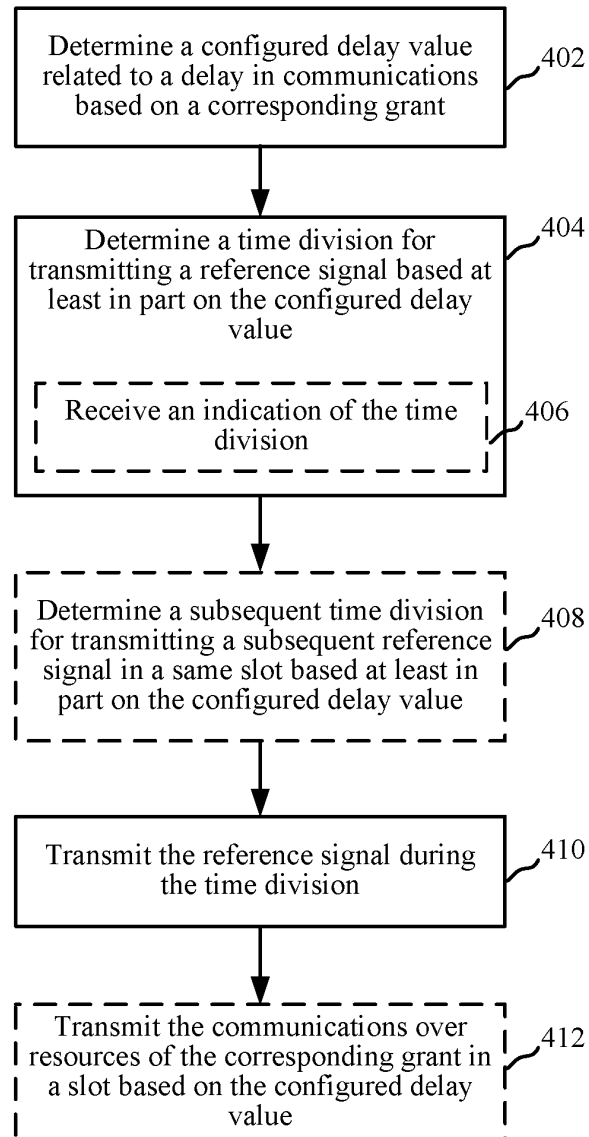 Determine a configured delay value
related to a delay in communications
based on a corresponding grant
402
Determine a time division for
transmitting a reference signal based at
least in part on the configured delay
value
404
Receive an indication of the time
division
406
Determine a subsequent time division
for transmitting a subsequent reference
signal in a same slot based at least in
part on the configured delay value
408
Transmit the reference signal during
the time division
410
Transmit the communications over
resources of the corresponding grant in
a slot based on the configured delay
value
412